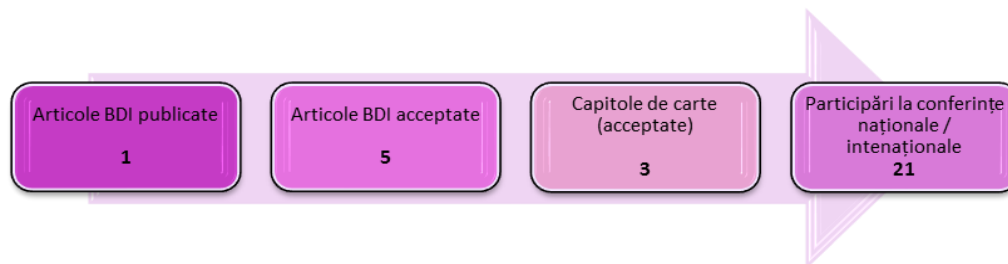 Articole BDI publicate
1
Articole BDI acceptate
5
Capitole de carte
(acceptate)
3
Participări la conferințe
naționale /
intenaționale
21